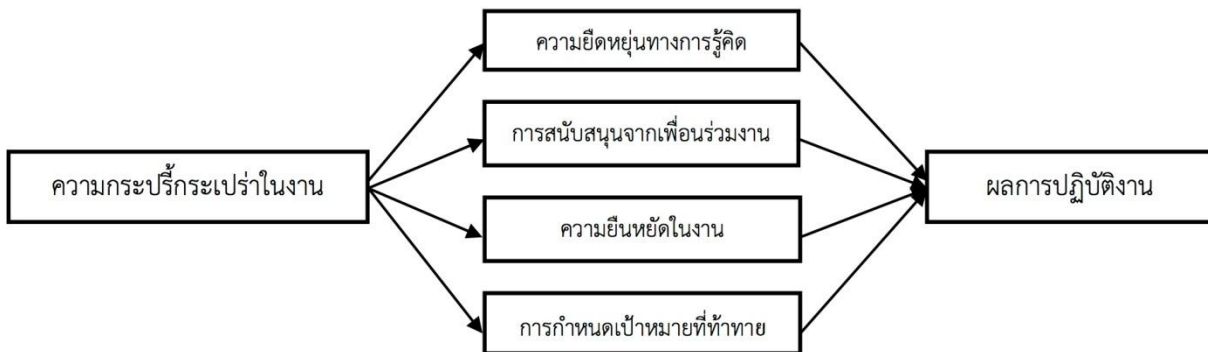 ความยืดหยุ่นทางการรู้คิด
การสนับสนุนจากเพื่อนร่วมงาน
ความกระปรี้กระเปร่าในงาน
ผลการปฏิบัติงาน
ความยืนหยัดในงาน
การกำหนดเป้าหมายที่ท้าทาย